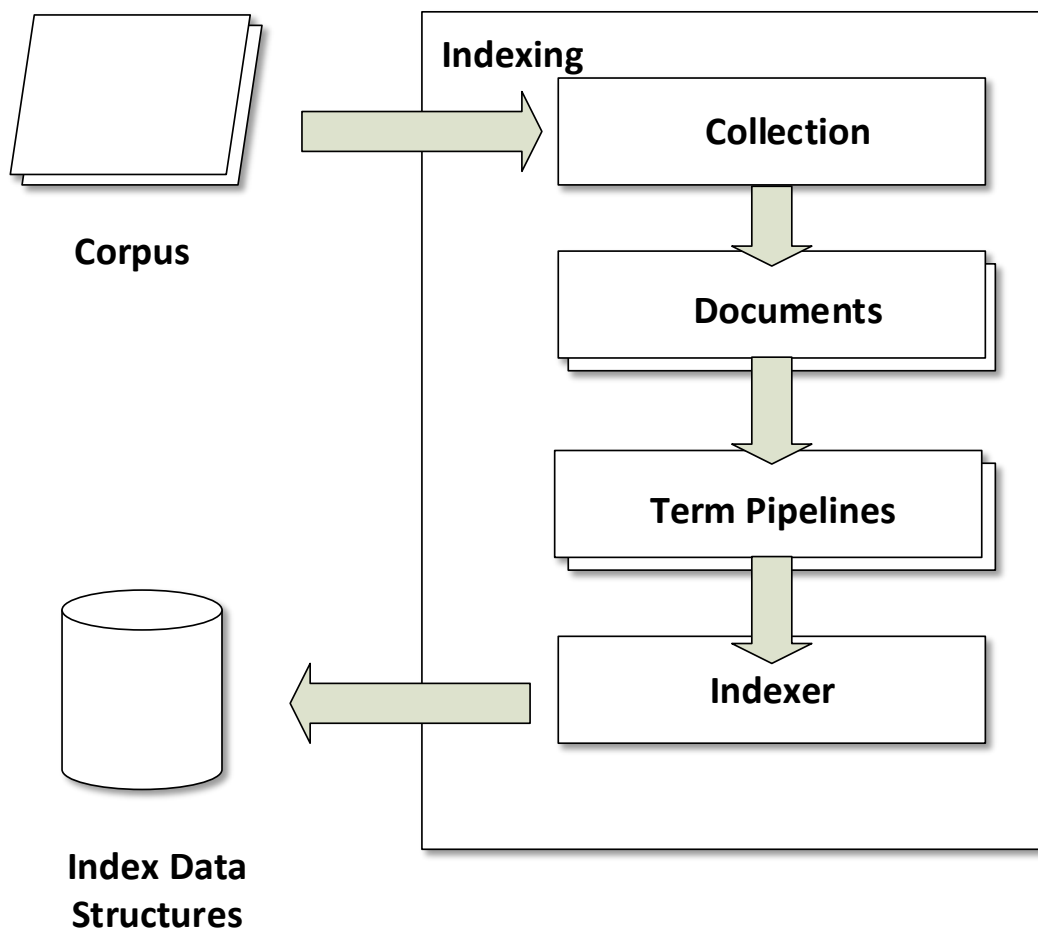 Indexing
Collection
Corpus
Documents
Term Pipelines
Indexer
Index Data
Structures